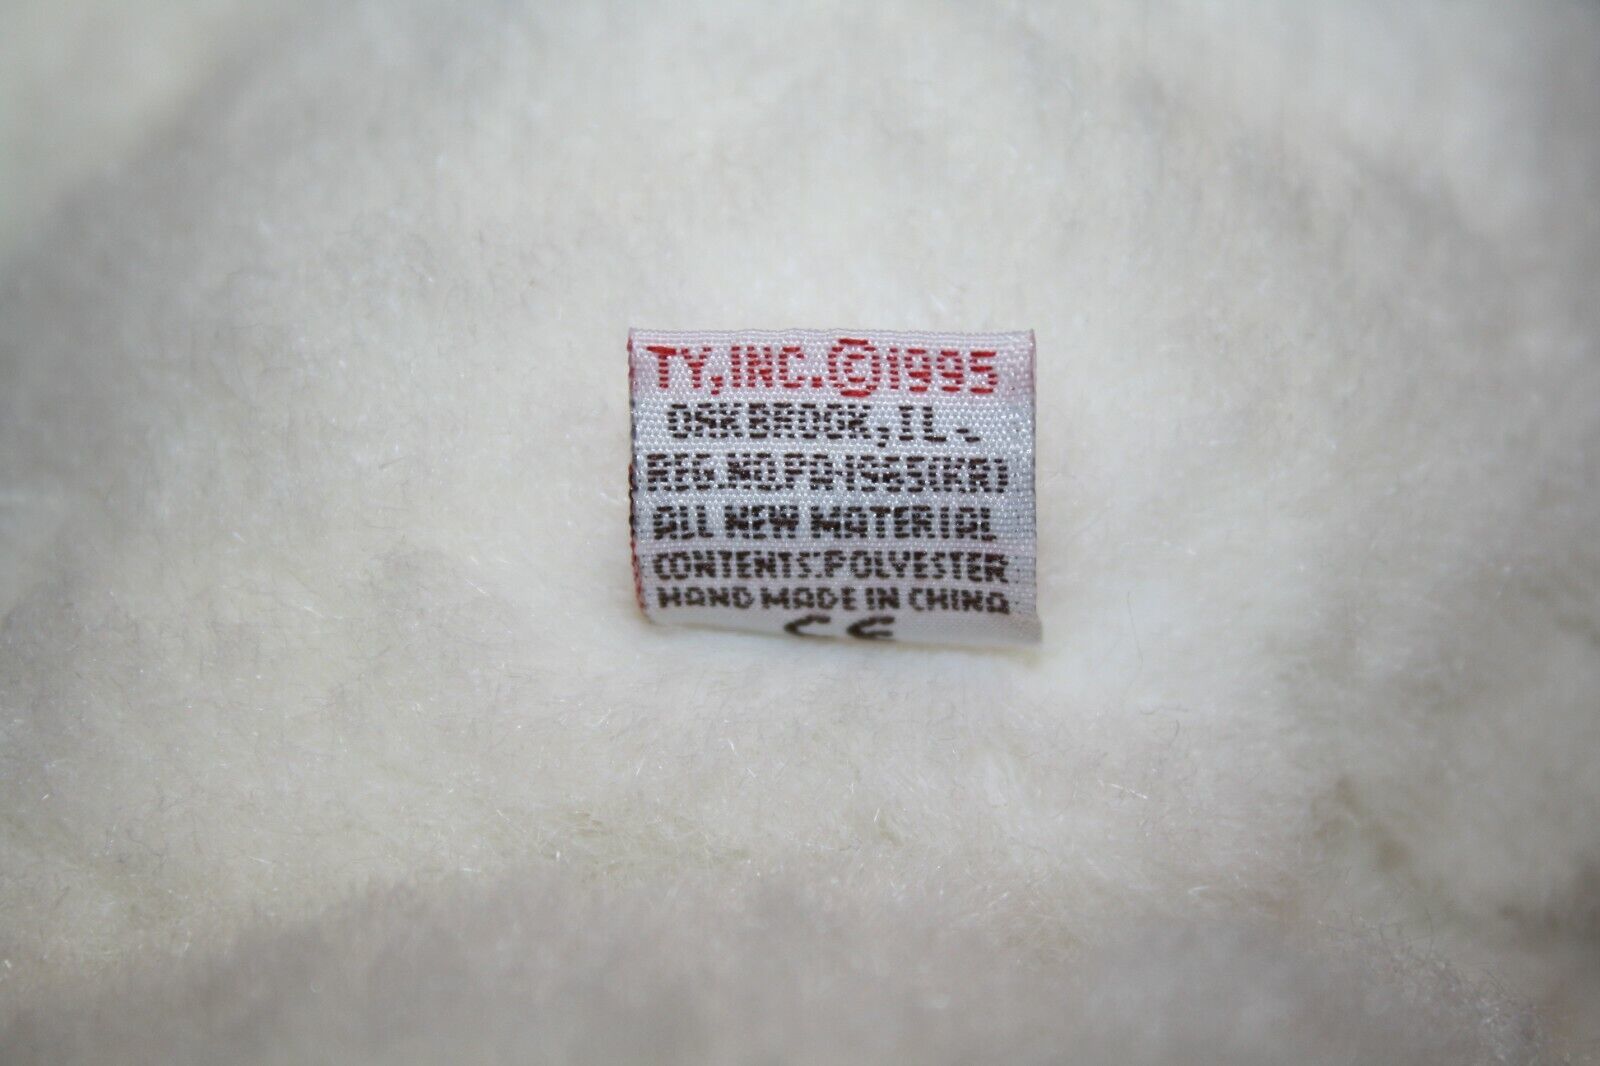 TY, INC. ©1995
OAKBROOK, IL.
REG. NO. PA-1965(KR)
ALL NEW MATERIAL
CONTENTS: POLYESTER
HAND MADE IN CHINA
CE